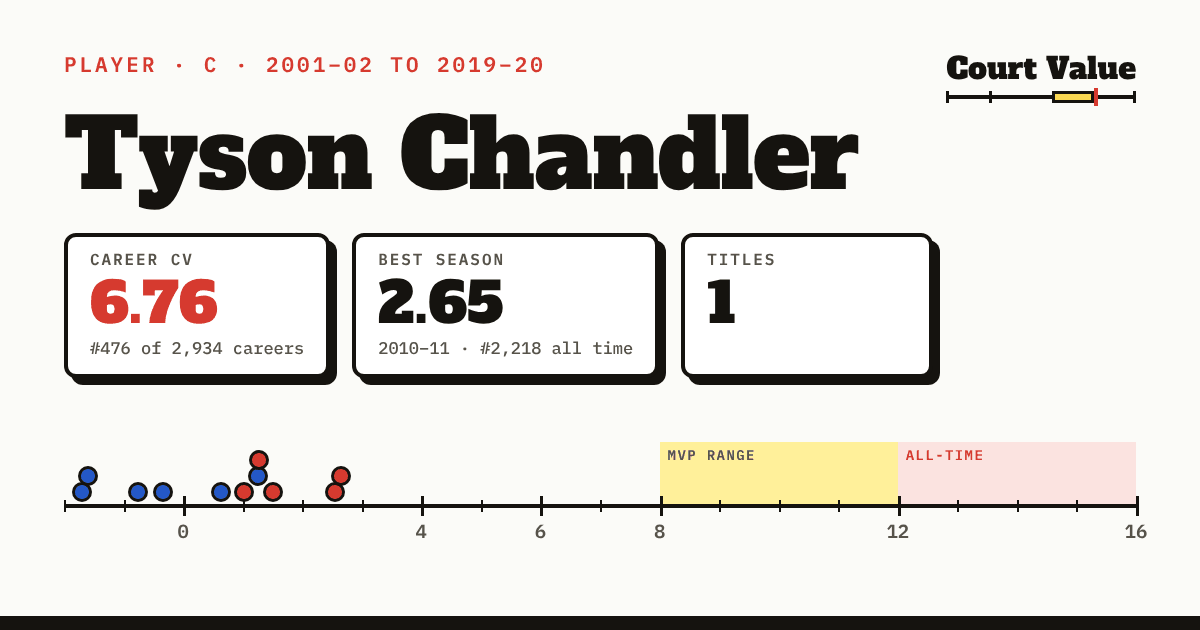 PLAYER · C · 2001–02 TO 2019–20
Court Value
Tyson Chandler
CAREER CV
6.76
#476 of 2,934 careers
BEST SEASON
2.65
2010–11 · #2,218 all time
TITLES
1
MVP RANGE
ALL-TIME
0 4 6 8 12 16